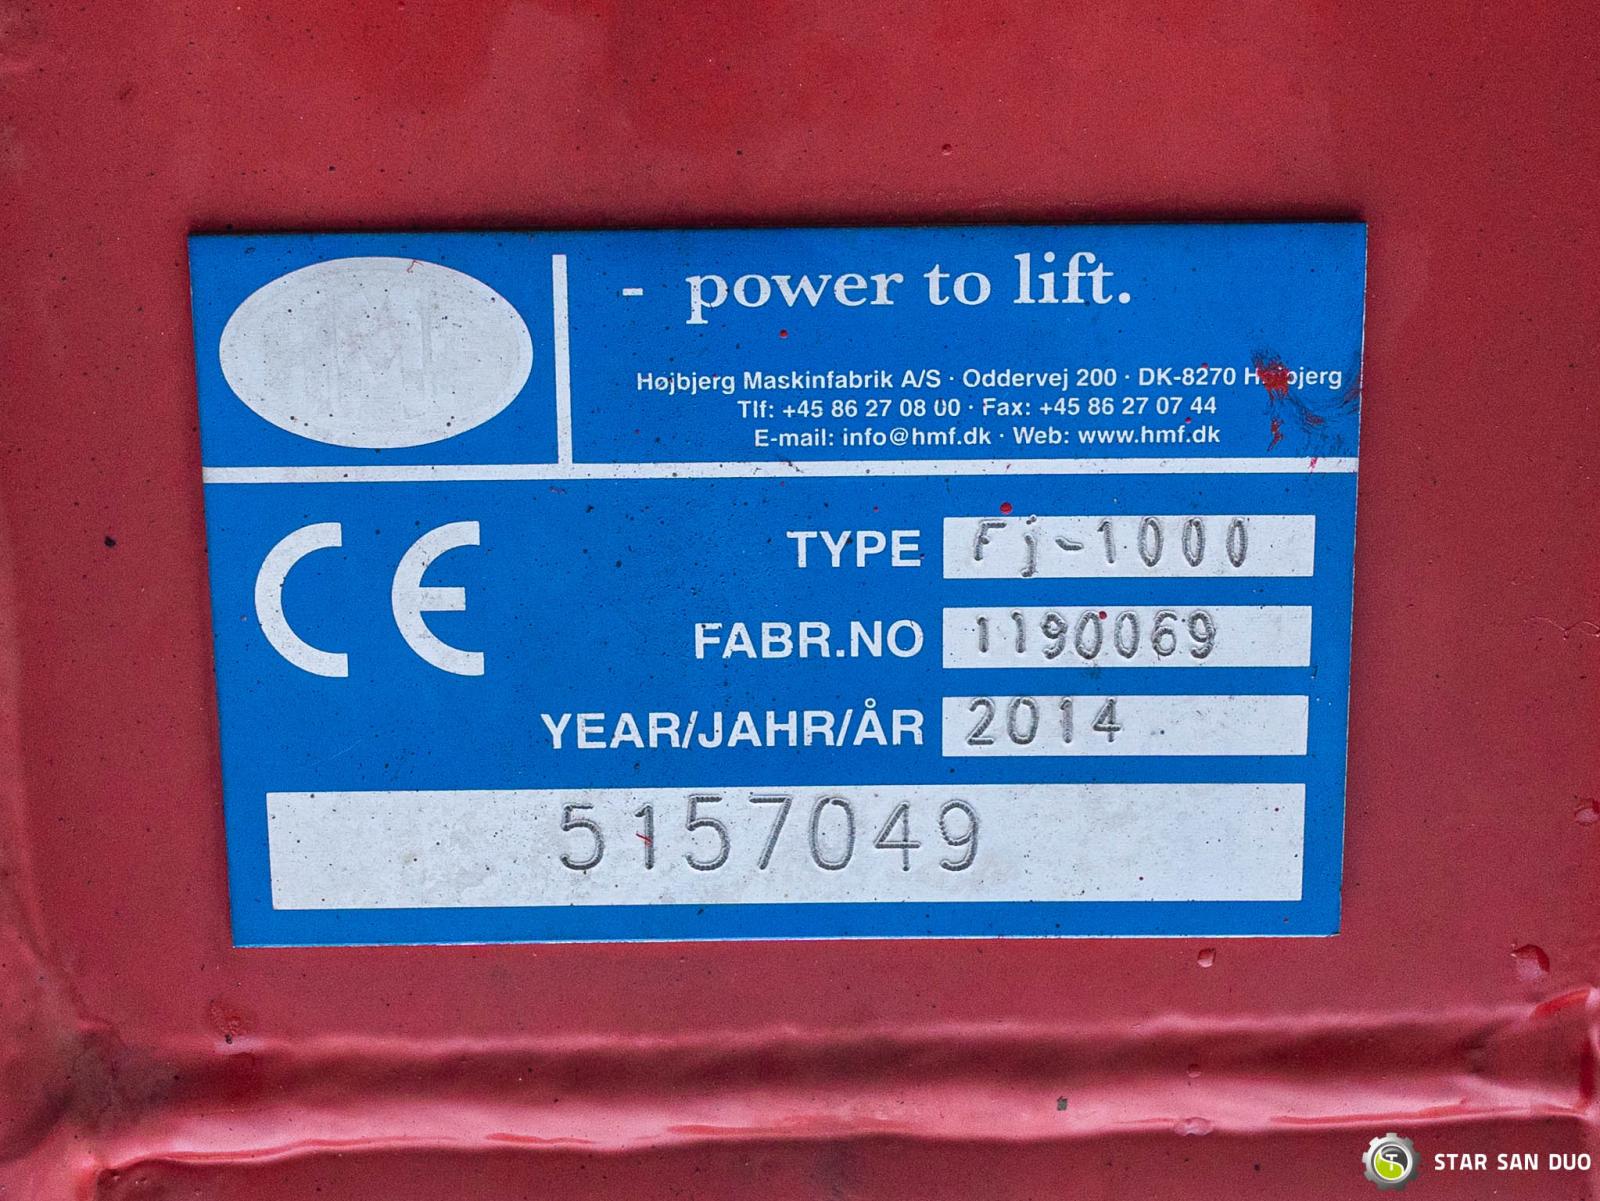 - power to lift.
Højbjerg Maskinfabrik A/S · Oddervej 200 · DK-8270 Højbjerg
Tlf: +45 86 27 08 00 · Fax: +45 86 27 07 44
E-mail: info@hmf.dk · Web: www.hmf.dk
CE
TYPE Fj-1000
FABR.NO 1190069
YEAR/JAHR/ÅR 2014
5157049
STAR SAN DUO